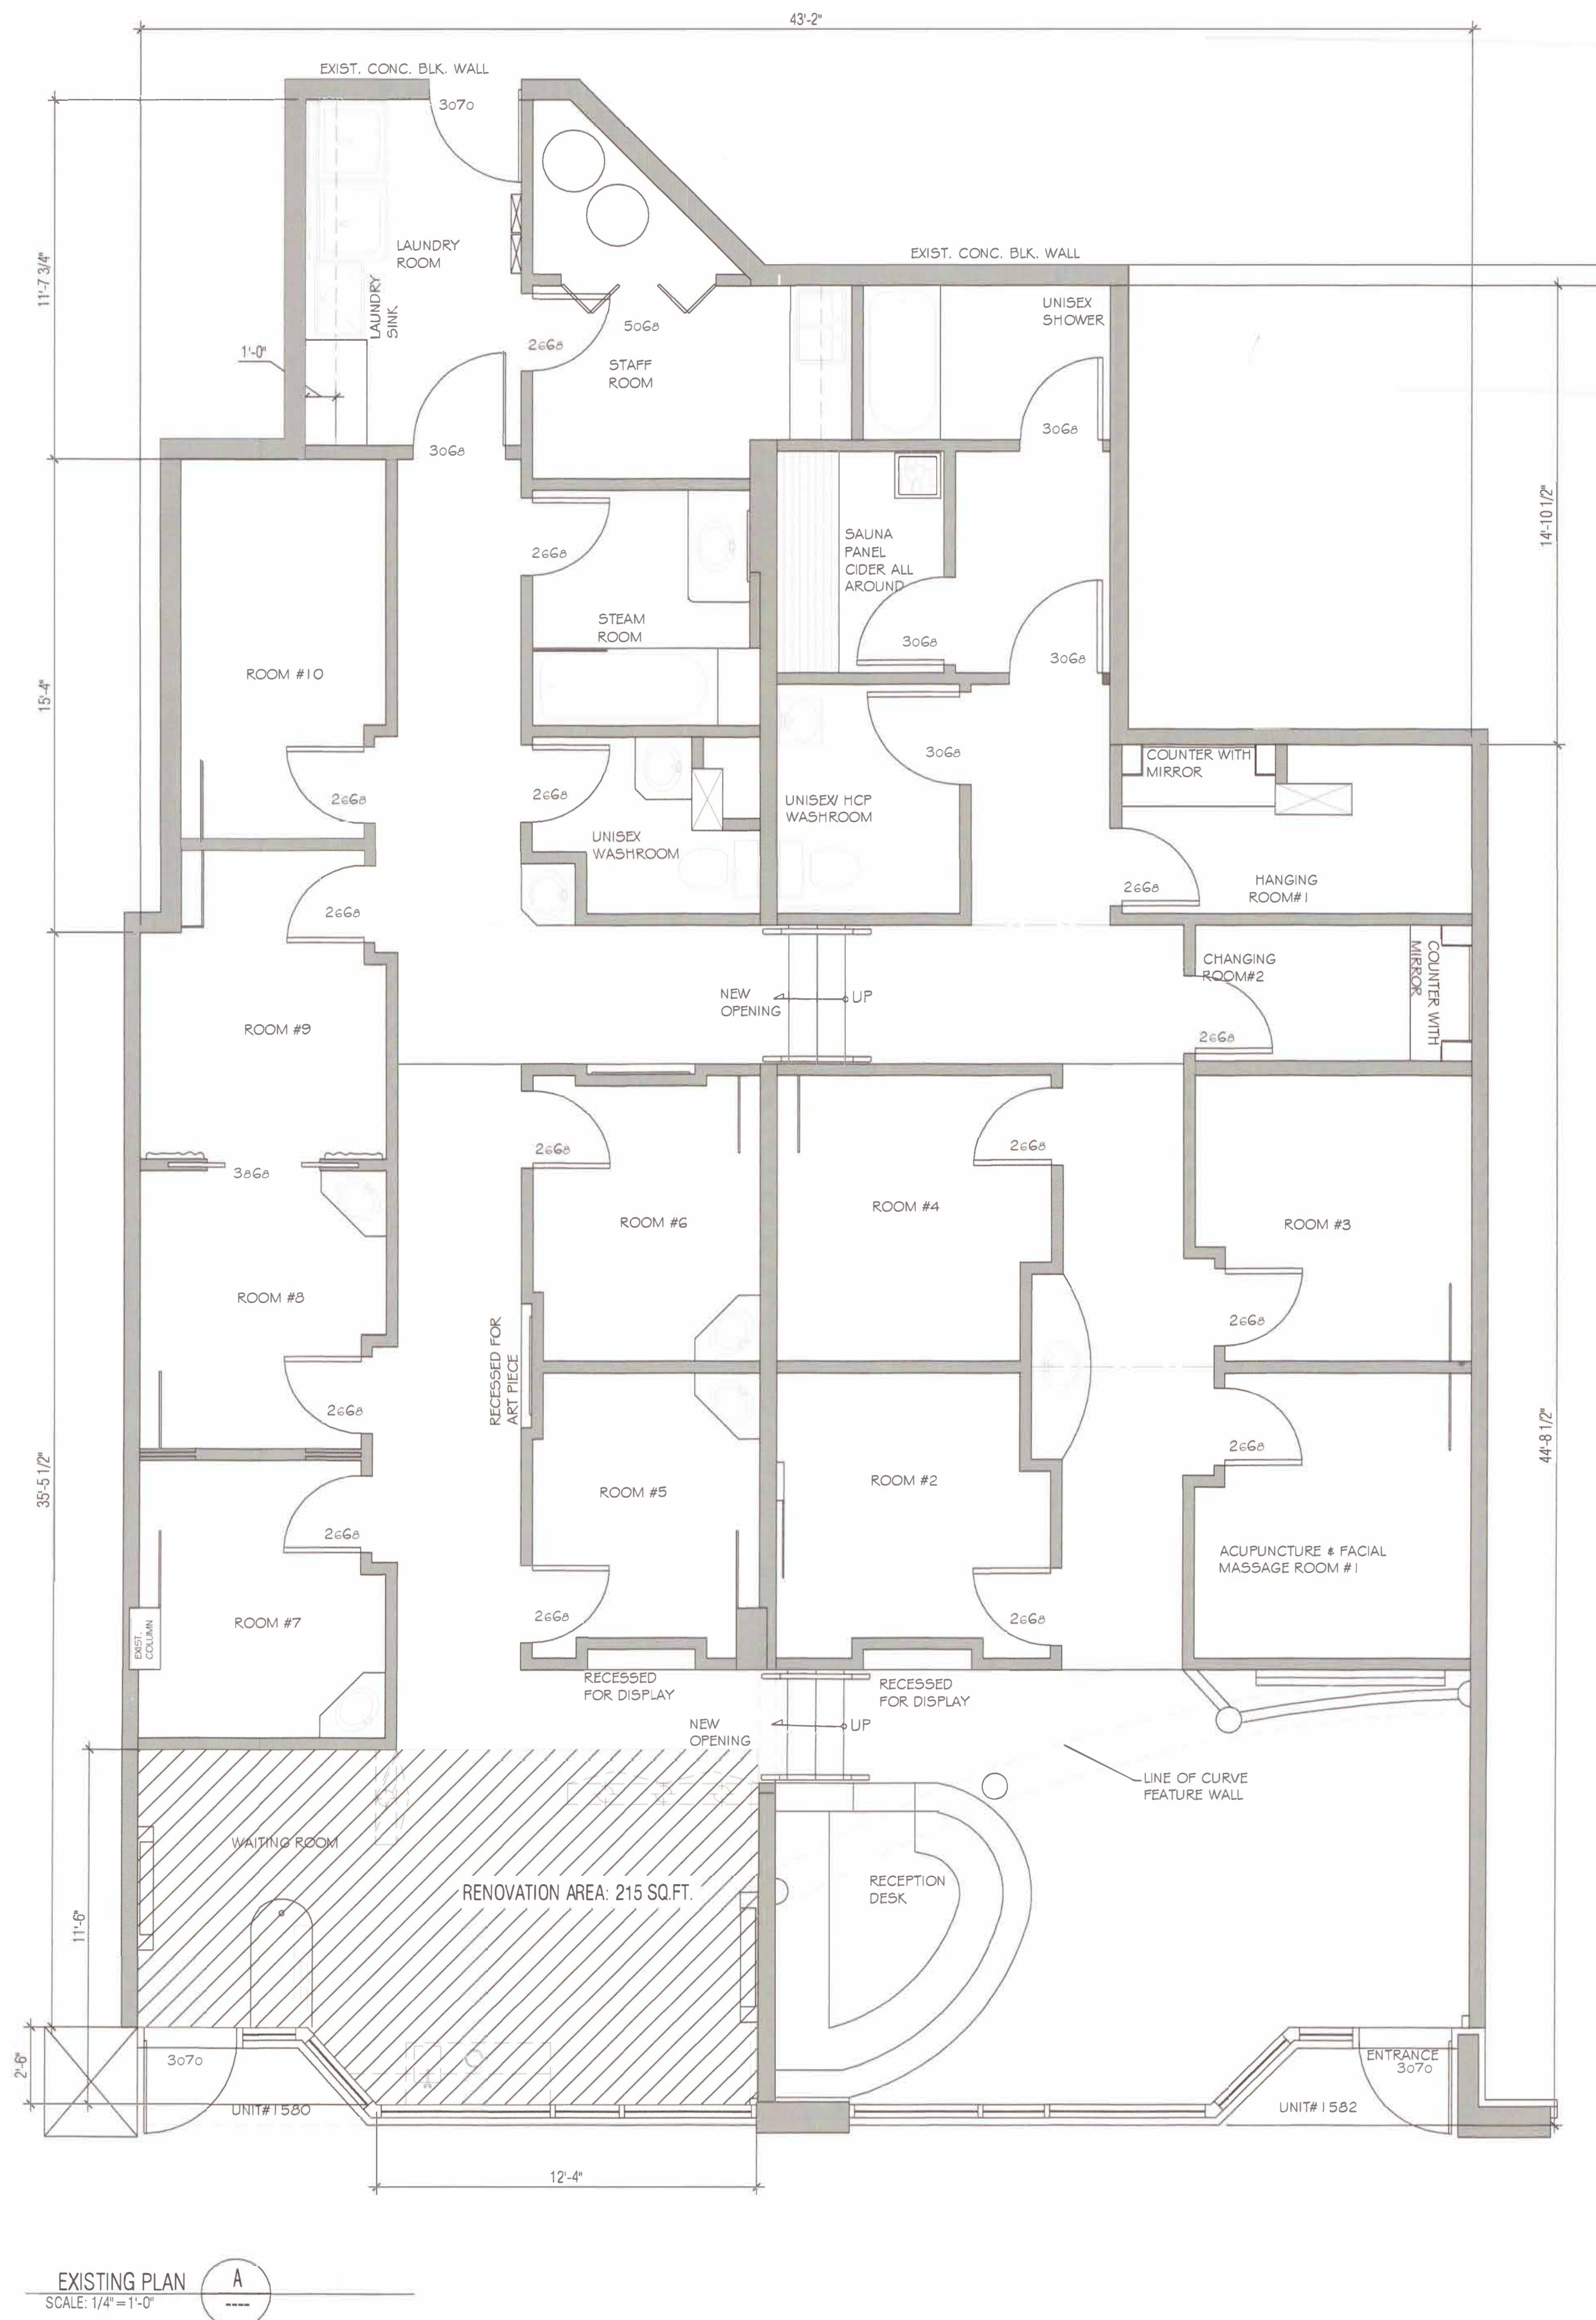 43'-2"
EXIST. CONC. BLK. WALL
3070
EXIST. CONC. BLK. WALL
LAUNDRY
ROOM
LAUNDRY
SINK
11'-7 3/4"
1'-0"
5068
2668
STAFF
ROOM
UNISEX
SHOWER
3068
3068
14'-10 1/2"
SAUNA
PANEL
CIDER ALL
AROUND
2668
STEAM
ROOM
3068
3068
ROOM #10
15'-4"
2668
2668
3068
COUNTER WITH
MIRROR
UNISEX/ HCP
WASHROOM
UNISEX
WASHROOM
2668
HANGING
ROOM#1
2668
CHANGING
ROOM#2
COUNTER WITH
MIRROR
NEW
OPENING
UP
2668
ROOM #9
3868
2668
2668
ROOM #6
ROOM #4
ROOM #3
ROOM #8
2668
RECESSED FOR
ART PIECE
2668
2668
35'-5 1/2"
44'-8 1/2"
ROOM #5
ROOM #2
2668
ACUPUNCTURE & FACIAL
MASSAGE ROOM #1
EXIST.
COLUMN
ROOM #7
2668
2668
RECESSED
FOR DISPLAY
RECESSED
FOR DISPLAY
NEW
OPENING
UP
LINE OF CURVE
FEATURE WALL
WAITING ROOM
RENOVATION AREA: 215 SQ.FT.
RECEPTION
DESK
11'-6"
2'-6"
3070
ENTRANCE
3070
UNIT#1580
UNIT#1582
12'-4"
EXISTING PLAN
A
----
SCALE: 1/4"=1'-0"